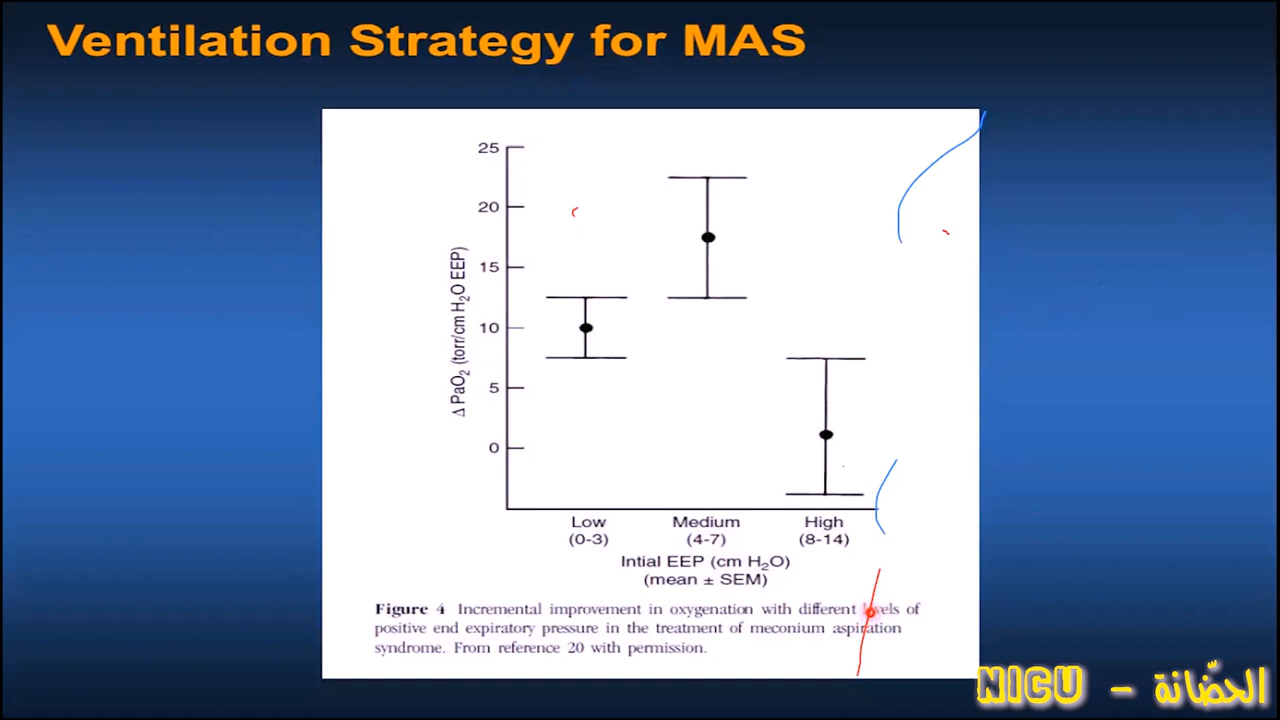 Ventilation Strategy for MAS
25
20
15
10
5
0
Δ PaO₂ (torr/cm H₂O EEP)
Low Medium High
(0-3) (4-7) (8-14)
Intial EEP (cm H₂O)
(mean ± SEM)
Figure 4 Incremental improvement in oxygenation with different levels of
positive end expiratory pressure in the treatment of meconium aspiration
syndrome. From reference 20 with permission.
NICU - الحضّانة